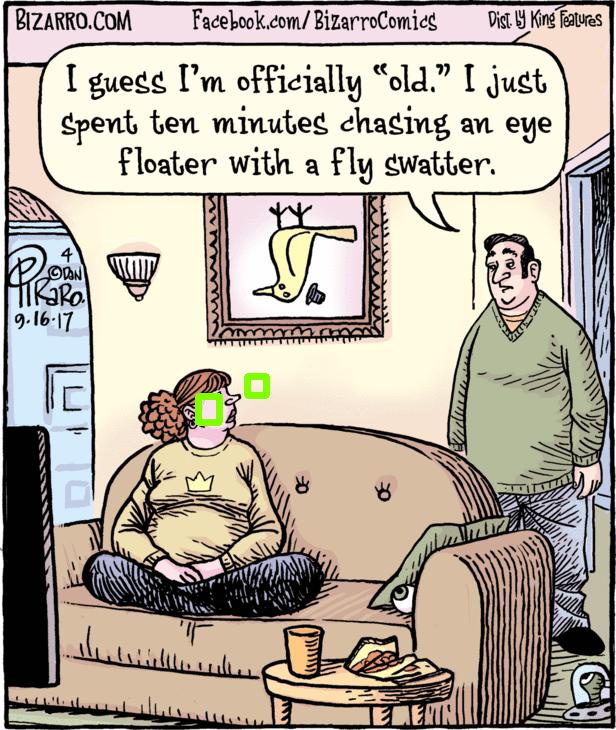 BIZARRO.COM Facebook.com/BizarroComics Dist. by King Features
I guess I'm officially "old." I just
spent ten minutes chasing an eye
floater with a fly swatter.
4
©DAN
PIRARO.
9-16-17